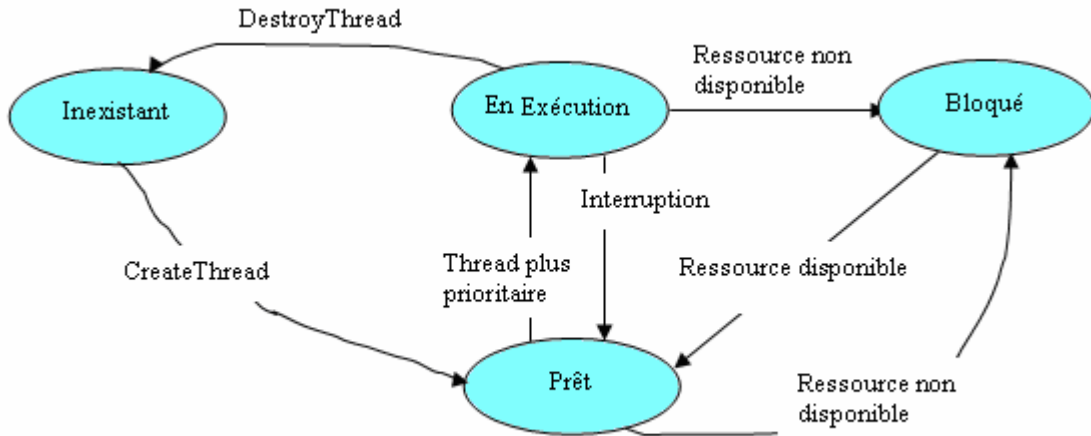 DestroyThread
Ressource non
disponible
Inexistant
En Exécution
Bloqué
Interruption
CreateThread
Thread plus
prioritaire
Ressource disponible
Prêt
Ressource non
disponible